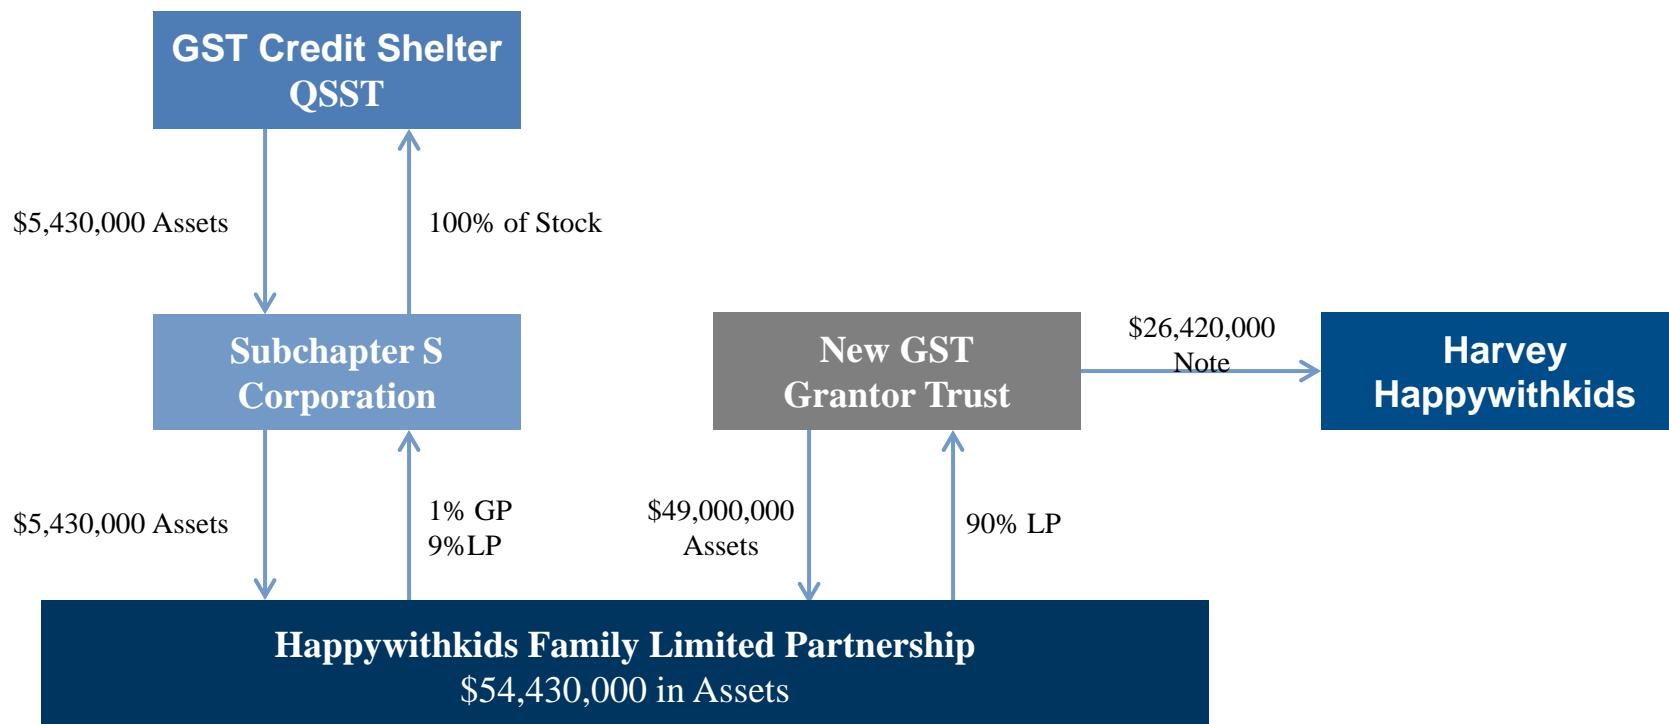 GST Credit Shelter
QSST
$5,430,000 Assets
100% of Stock
Subchapter S
Corporation
New GST
Grantor Trust
$26,420,000
Note
Harvey
Happywithkids
$5,430,000 Assets
1% GP
9%LP
$49,000,000
Assets
90% LP
Happywithkids Family Limited Partnership
$54,430,000 in Assets